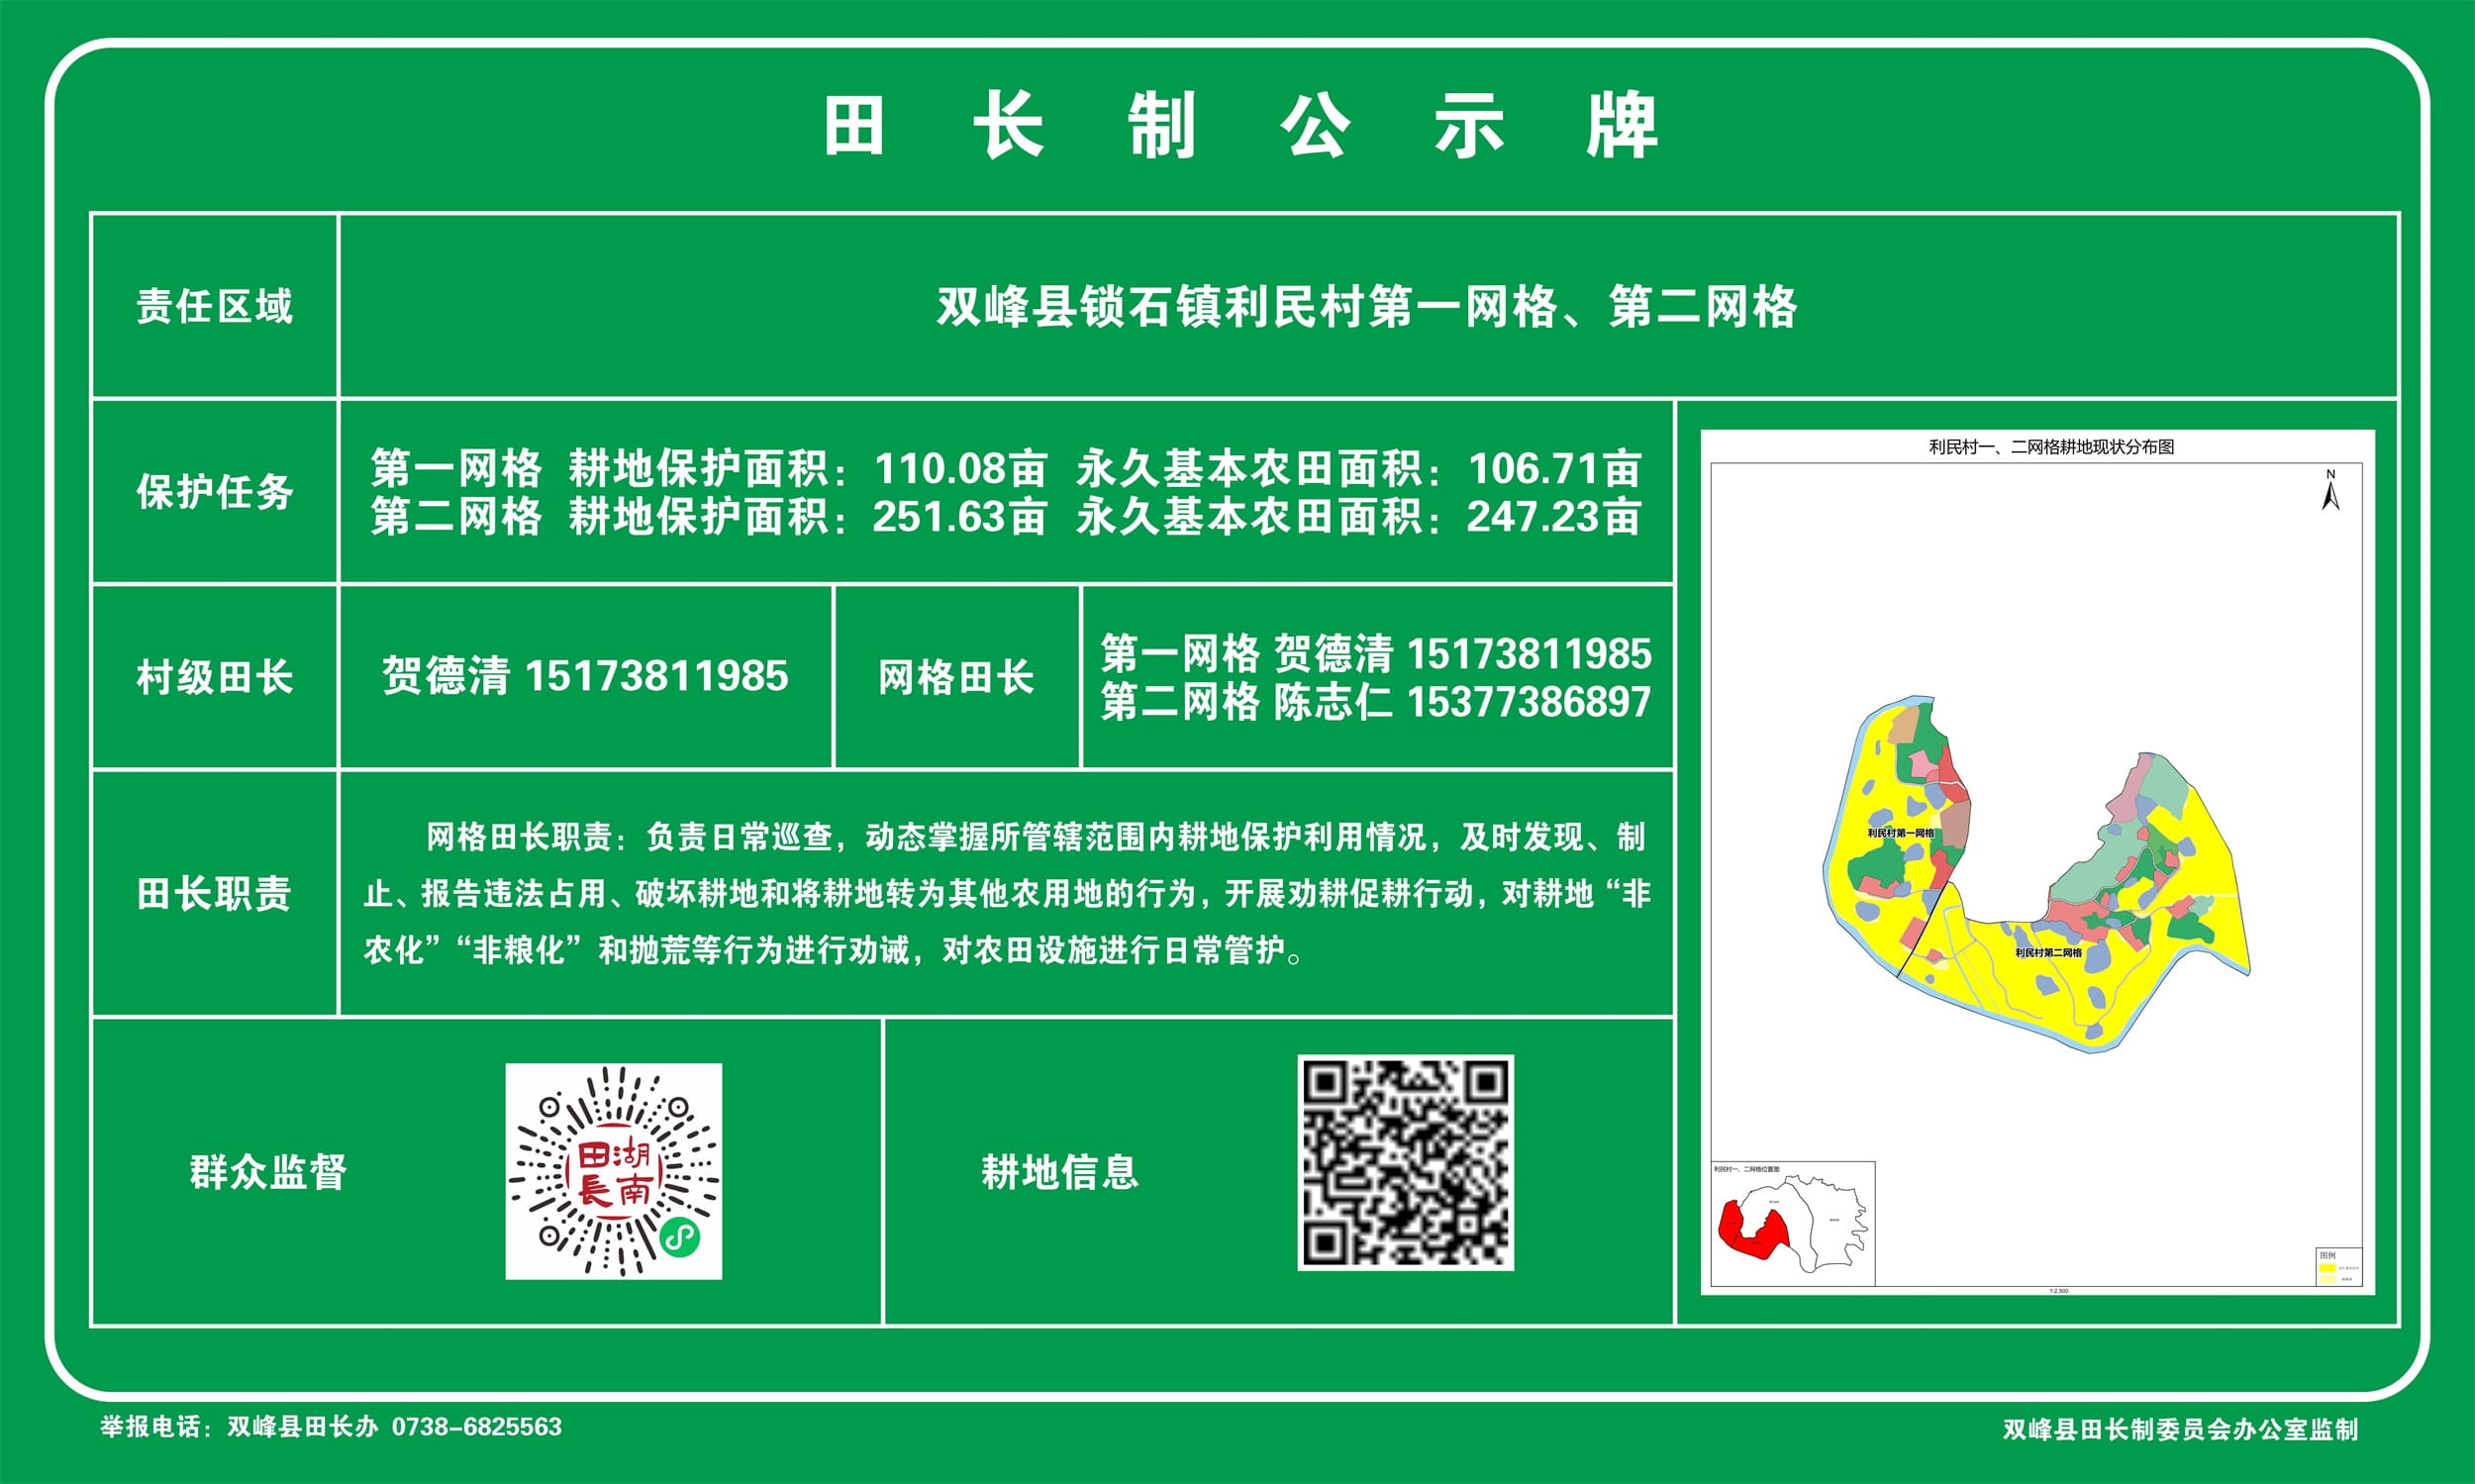 田长制公示牌
责任区域
双峰县锁石镇利民村第一网格、第二网格
保护任务
第一网格 耕地保护面积：110.08亩 永久基本农田面积：106.71亩
第二网格 耕地保护面积：251.63亩 永久基本农田面积：247.23亩
村级田长
贺德清 15173811985
网格田长
第一网格 贺德清 15173811985
第二网格 陈志仁 15377386897
田长职责
网格田长职责：负责日常巡查，动态掌握所管辖范围内耕地保护利用情况，及时发现、制
止、报告违法占用、破坏耕地和将耕地转为其他农用地的行为，开展劝耕促耕行动，对耕地“非
农化”“非粮化”和抛荒等行为进行劝诫，对农田设施进行日常管护。
群众监督
湖南
田長
耕地信息
利民村一、二网格耕地现状分布图
N
利民村第一网格
利民村第二网格
利民村一、二网格位置图
图例
1:2,500
举报电话：双峰县田长办 0738-6825563
双峰县田长制委员会办公室监制